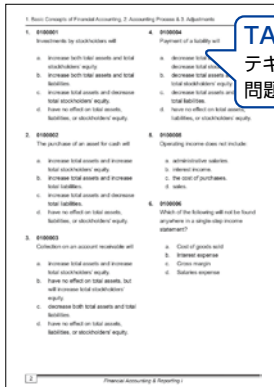 1. Basic Concepts of Financial Accounting, 2. Accounting Process & 3. Adjustments
1. 0100001
Investments by stockholders will
a. increase both total assets and total
stockholders' equity.
b. increase both total assets and total
liabilities.
c. increase total assets and decrease
total stockholders' equity.
d. have no effect on total assets,
liabilities, or stockholders' equity.
2. 0100002
The purchase of an asset for cash will
a. increase total assets and increase
total stockholders' equity.
b. increase total assets and increase
total liabilities.
c. increase total assets and decrease
total liabilities.
d. have no effect on total assets,
liabilities, or stockholders' equity.
3. 0100003
Collection on an account receivable will
a. increase total assets and increase
total stockholders' equity.
b. have no effect on total assets, but
will increase total stockholders'
equity.
c. decrease both total assets and total
liabilities.
d. have no effect on total assets,
liabilities, or stockholders' equity.
4. 0100004
Payment of a liability will
a. decrease total
decrease total
b. decrease total assets
total stockholders' equity.
c. decrease total assets and
total liabilities.
d. have no effect on total assets,
liabilities, or stockholders' equity.
5.
Operating income does not include:
a. administrative salaries.
b. interest income.
c. the cost of purchases.
d. sales.
6.
Which of the following will not be found
anywhere in a single-step income
statement?
a. Cost of goods sold
b. Interest expense
c. Gross margin
d. Salaries expense
TA
テキ
問題
2
Financial Accounting & Reporting I